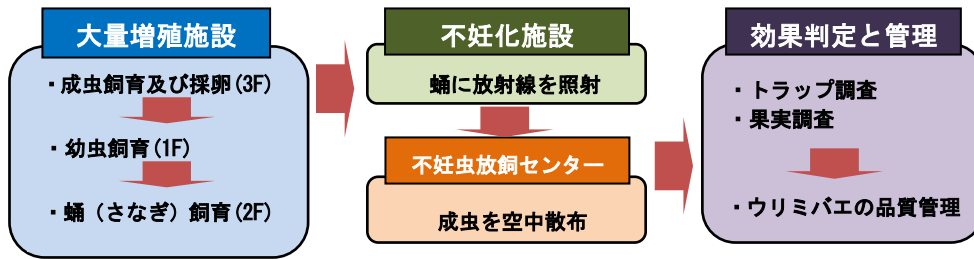 大量増殖施設
・成虫飼育及び採卵(3F)
・幼虫飼育(1F)
・蛹（さなぎ）飼育(2F)
不妊化施設
蛹に放射線を照射
不妊虫放飼センター
成虫を空中散布
効果判定と管理
・トラップ調査
・果実調査
・ウリミバエの品質管理